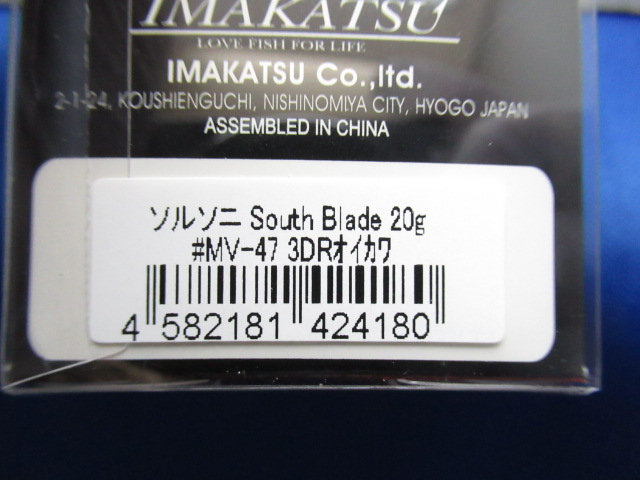 IMAKATSU
LOVE FISH FOR LIFE
IMAKATSU Co.,ltd.
2-1-24, KOUSHIENGUCHI, NISHINOMIYA CITY, HYOGO JAPAN
ASSEMBLED IN CHINA
ソルソニ South Blade 20g
#MV-47 3DRオイカワ
4 582181 424180